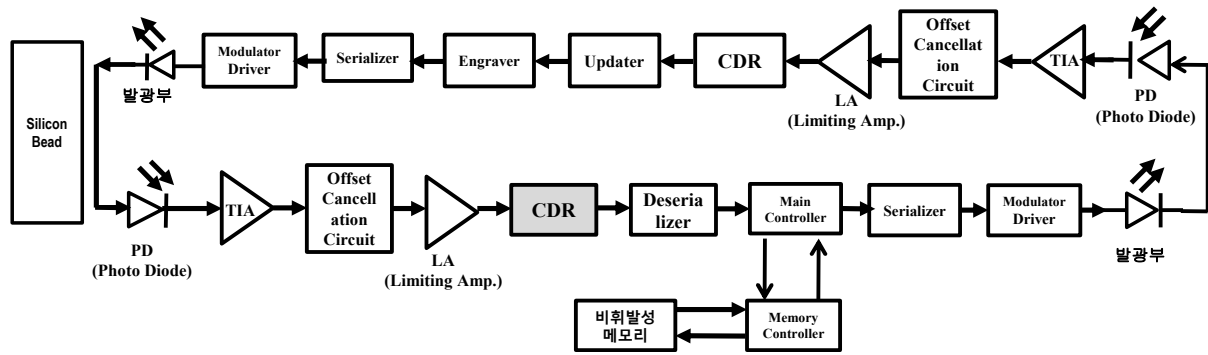 Silicon
Bead
발광부
Modulator
Driver
Serializer
Engraver
Updater
CDR
LA
(Limiting Amp.)
Offset
Cancellat
ion
Circuit
TIA
PD
(Photo Diode)
PD
(Photo Diode)
TIA
Offset
Cancell
ation
Circuit
LA
(Limiting Amp.)
CDR
Deseria
lizer
Main
Controller
Serializer
Modulator
Driver
발광부
비휘발성
메모리
Memory
Controller